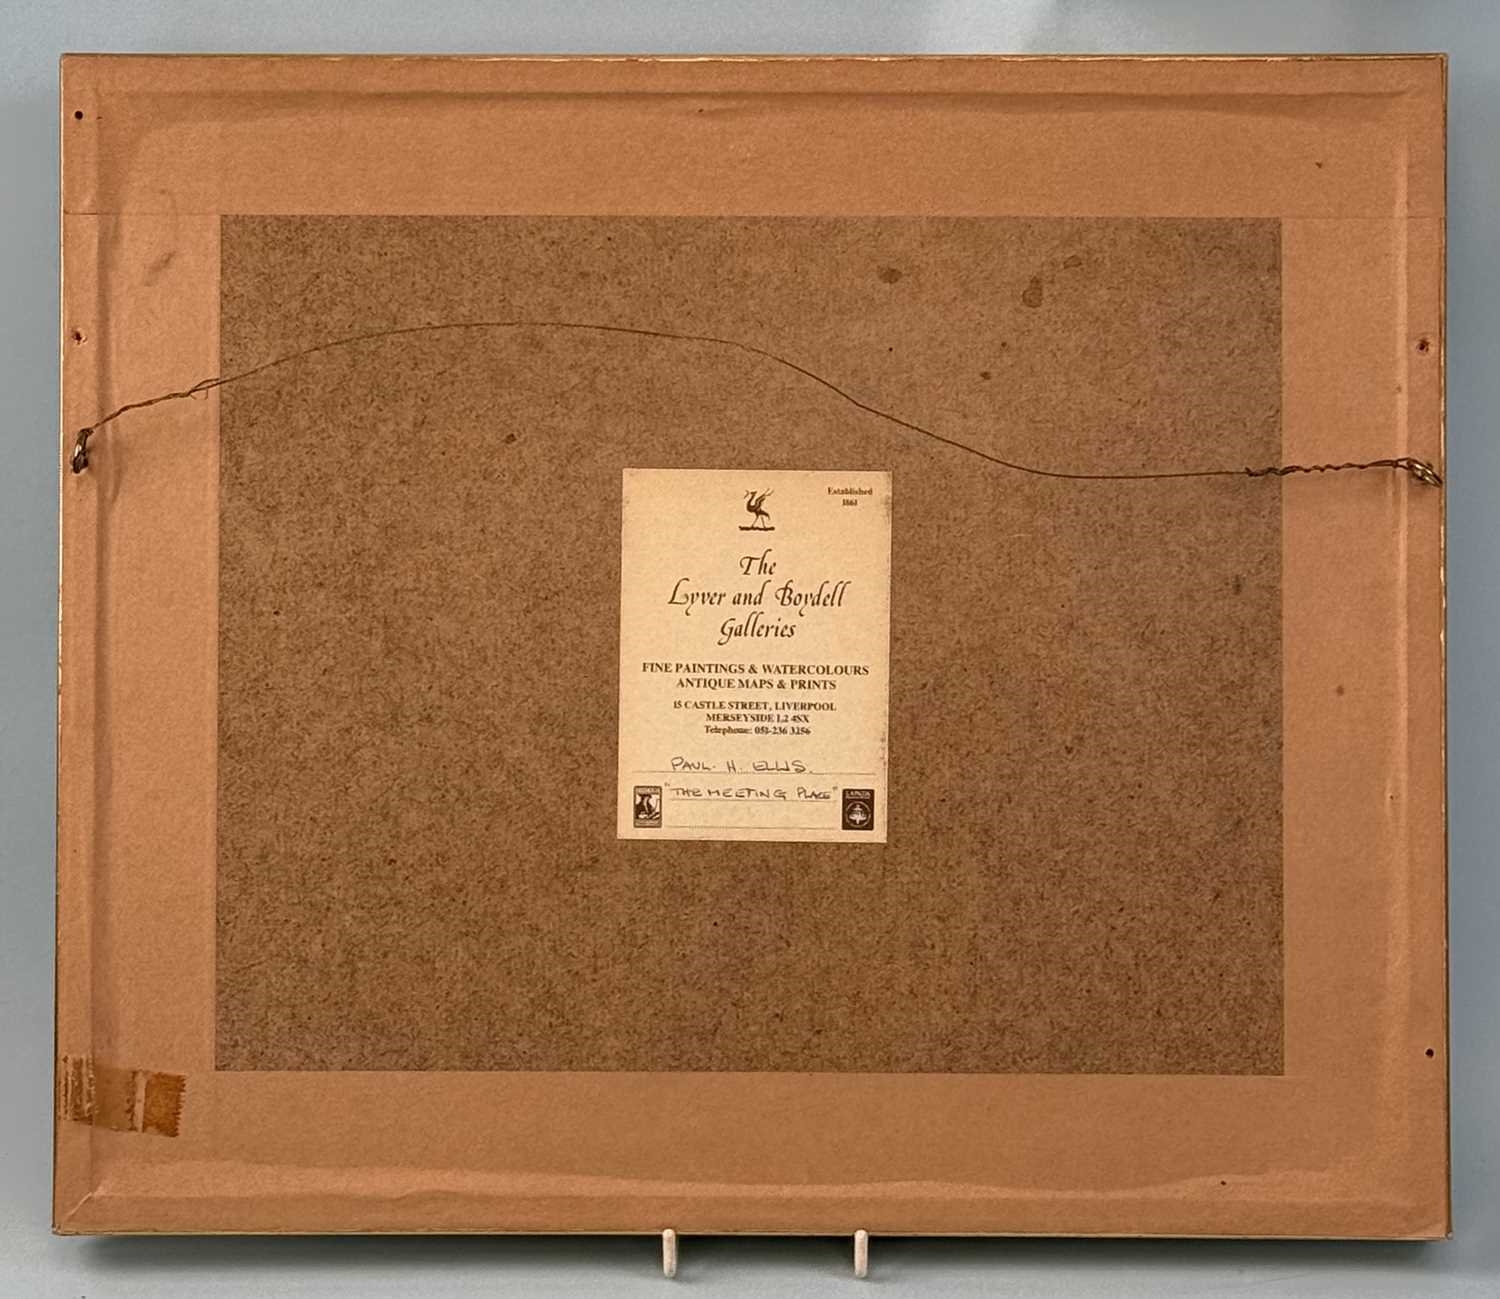 Established
1861
The
Lyver and Boydell
Galleries
FINE PAINTINGS & WATERCOLOURS
ANTIQUE MAPS & PRINTS
15 CASTLE STREET, LIVERPOOL
MERSEYSIDE L2 4SX
Telephone: 051-236 3256
PAUL. H. ELLIS.
"THE MEETING PLACE"
LAPADA